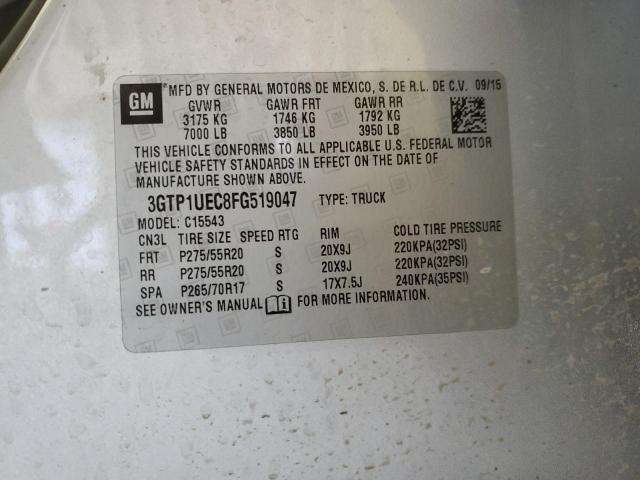 GM
®MFD BY GENERAL MOTORS DE MEXICO, S. DE R.L. DE C.V. 09/15
GVWR GAWR FRT GAWR RR
3175 KG 1746 KG 1792 KG
7000 LB 3850 LB 3950 LB
THIS VEHICLE CONFORMS TO ALL APPLICABLE U.S. FEDERAL MOTOR
VEHICLE SAFETY STANDARDS IN EFFECT ON THE DATE OF
MANUFACTURE SHOWN ABOVE.
3GTP1UEC8FG519047 TYPE: TRUCK
MODEL: C15543
CN3L TIRE SIZE SPEED RTG RIM COLD TIRE PRESSURE
FRT P275/55R20 S 20X9J 220KPA(32PSI)
RR P275/55R20 S 20X9J 220KPA(32PSI)
SPA P265/70R17 S 17X7.5J 240KPA(35PSI)
SEE OWNER'S MANUAL FOR MORE INFORMATION.